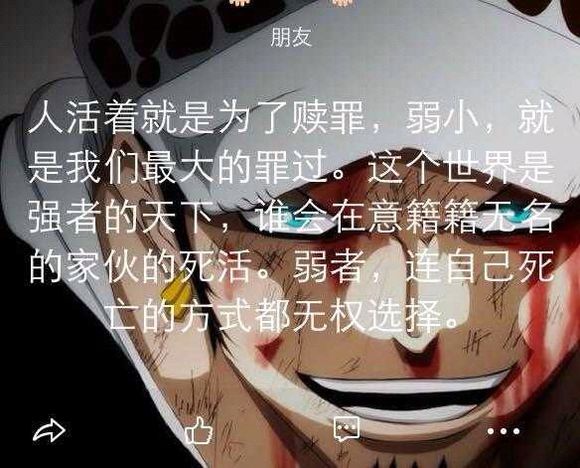 朋友
人活着就是为了赎罪，弱小，就
是我们最大的罪过。这个世界是
强者的天下，谁会在意籍籍无名
的家伙的死活。弱者，连自己死
亡的方式都无权选择。